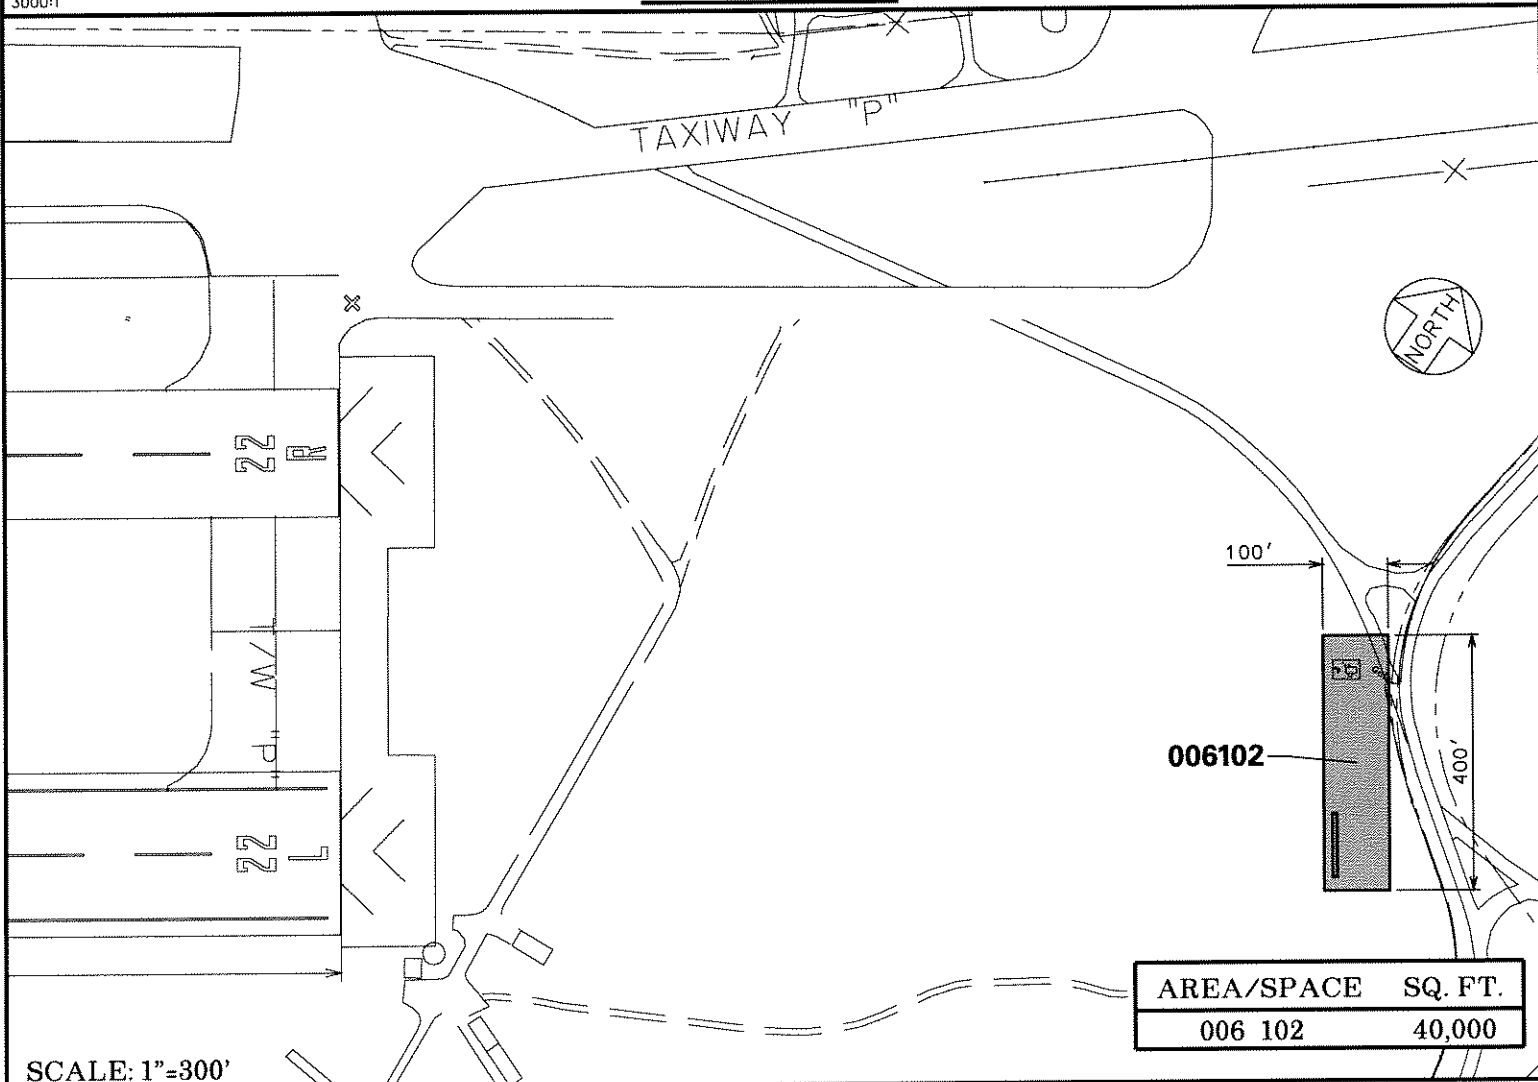 3000:1
TAXIWAY "P"
NORTH
22
R
100'
T/W "P"
006102
400'
22
L
AREA/SPACE SQ. FT.
006 102 40,000
SCALE: 1"=300'